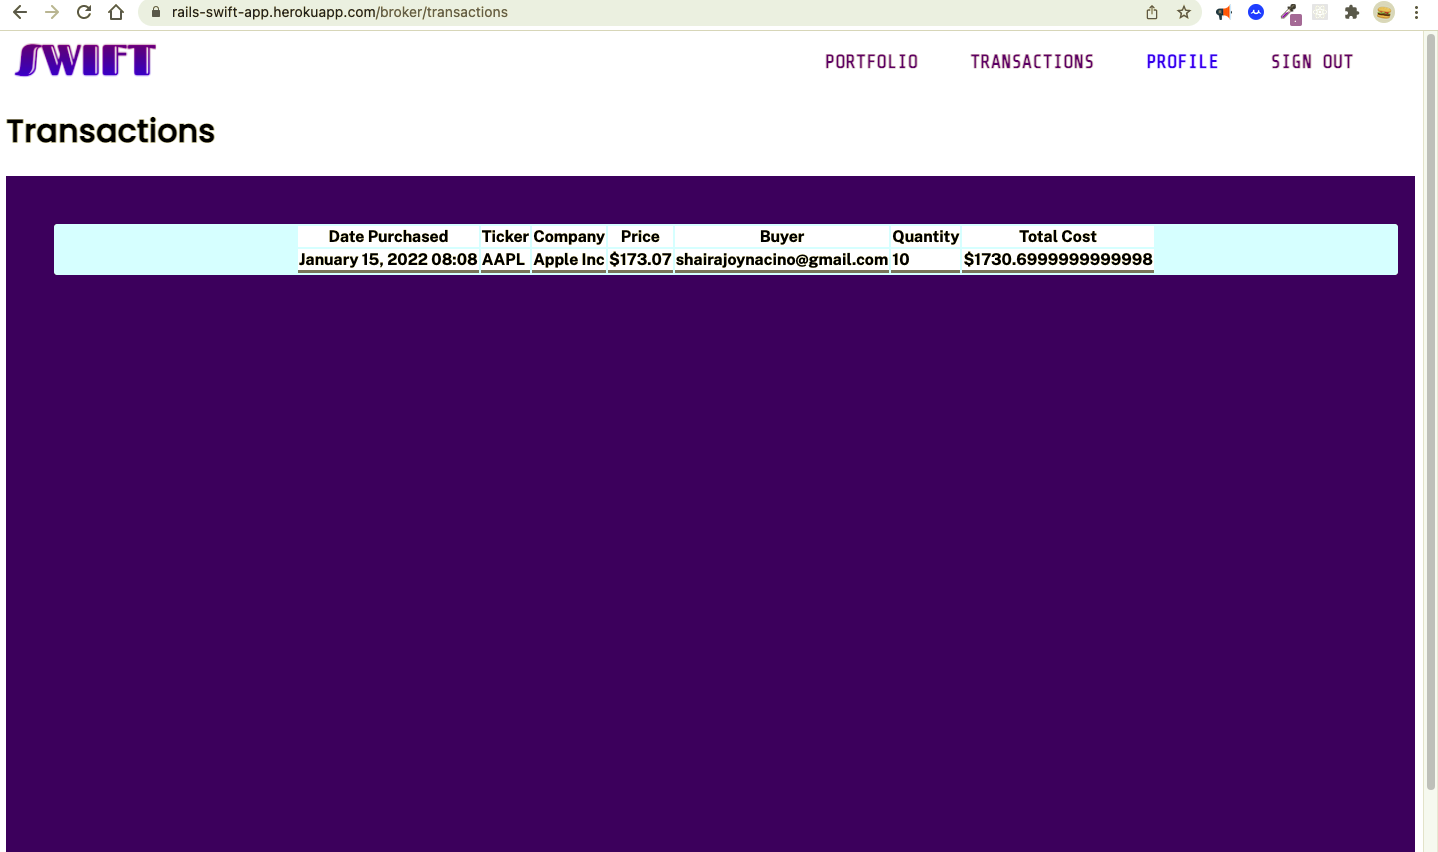 rails-swift-app.herokuapp.com/broker/transactions
SWIFT
PORTFOLIO TRANSACTIONS PROFILE SIGN OUT
Transactions
Date Purchased Ticker Company Price Buyer Quantity Total Cost
January 15, 2022 08:08 AAPL Apple Inc $173.07 shairajoynacino@gmail.com 10 $1730.6999999999998